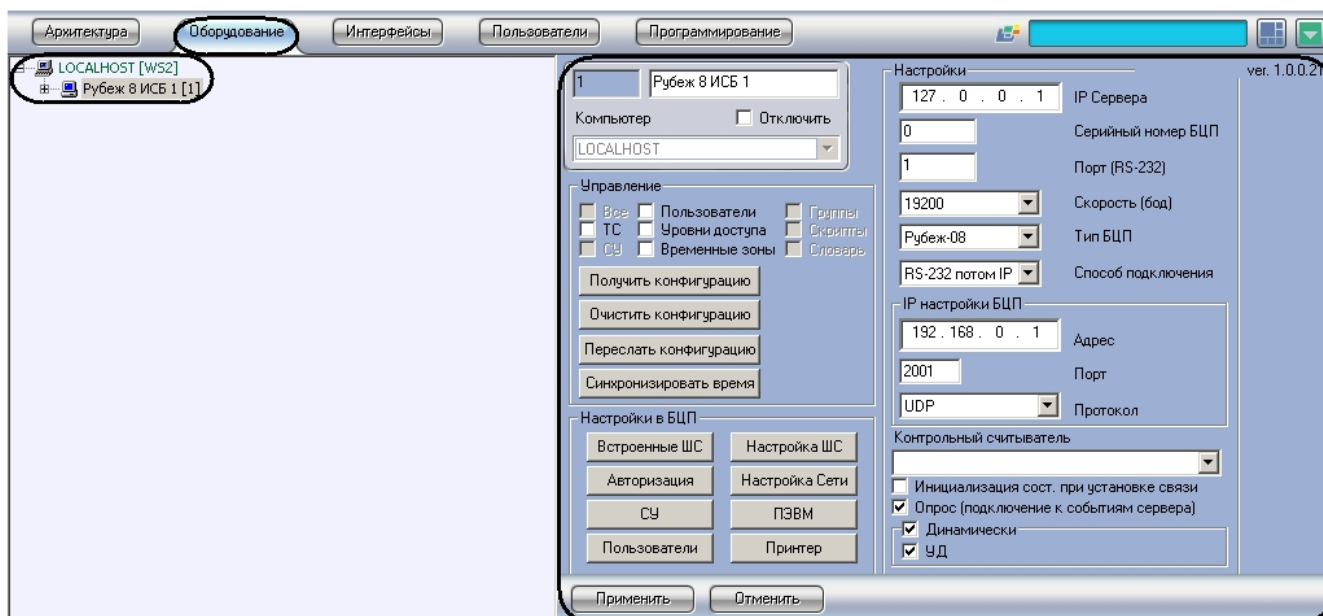 Архитектура
Оборудование
Интерфейсы
Пользователи
Программирование
LOCALHOST [WS2]
Рубеж 8 ИСБ 1 [1]
1
Рубеж 8 ИСБ 1
Компьютер
Отключить
LOCALHOST
Управление
Все
Пользователи
Группы
ТС
Уровни доступа
Скрипты
СУ
Временные зоны
Словарь
Получить конфигурацию
Очистить конфигурацию
Переслать конфигурацию
Синхронизировать время
Настройки в БЦП
Встроенные ШС
Настройка ШС
Авторизация
Настройка Сети
СУ
ПЭВМ
Пользователи
Принтер
Настройки
127 . 0 . 0 . 1
IP Сервера
0
Серийный номер БЦП
1
Порт (RS-232)
19200
Скорость (бод)
Рубеж-08
Тип БЦП
RS-232 потом IP
Способ подключения
IP настройки БЦП
192 . 168 . 0 . 1
Адрес
2001
Порт
UDP
Протокол
Контрольный считыватель
Инициализация сост. при установке связи
Опрос (подключение к событиям сервера)
Динамически
УД
ver. 1.0.0.21
Применить
Отменить